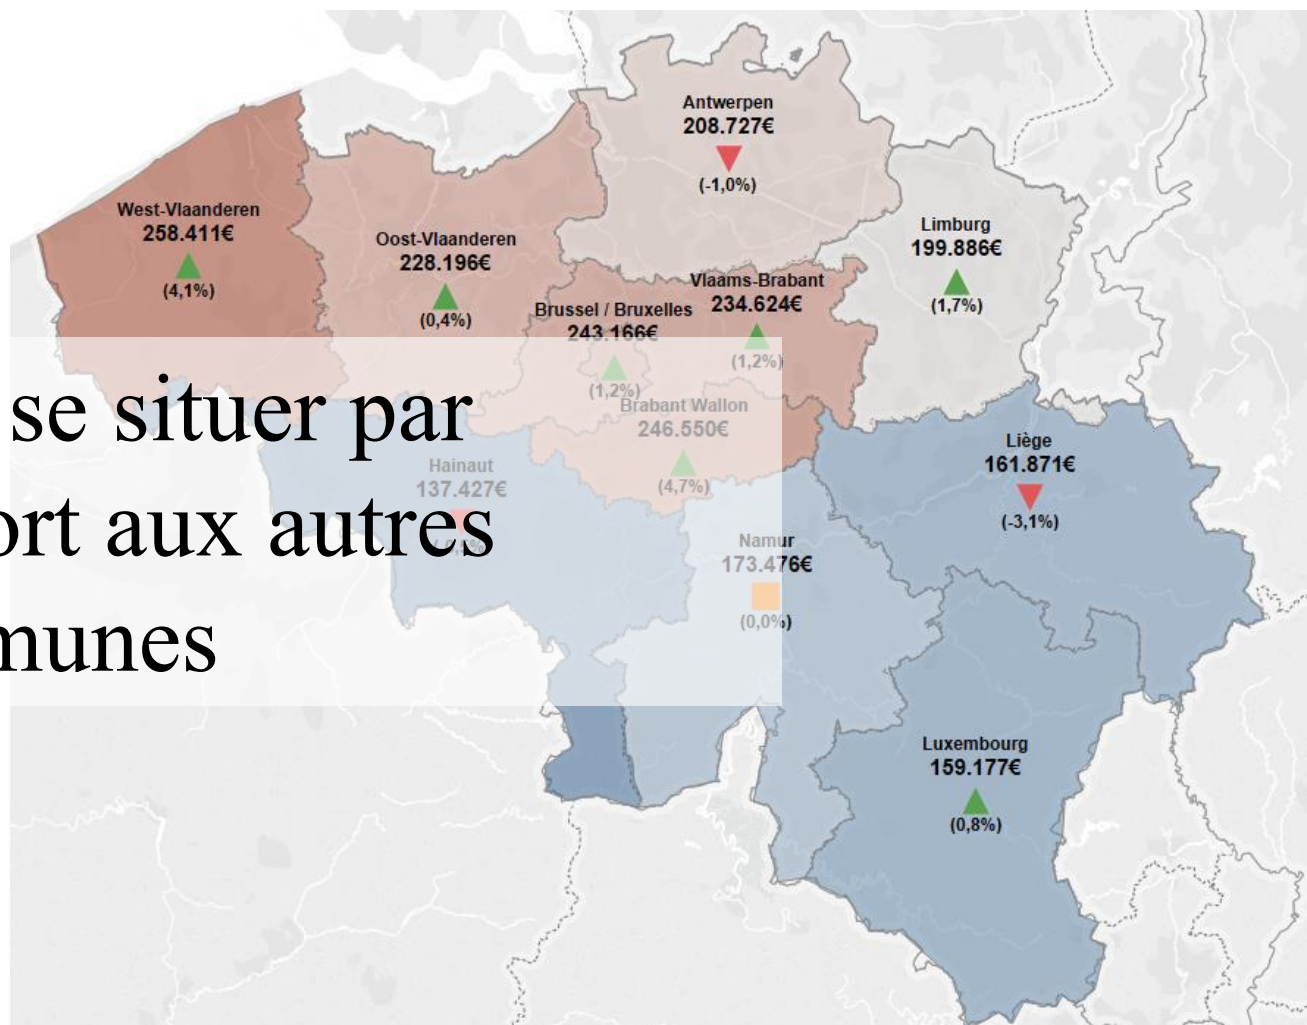 Antwerpen
208.727€
(-1,0%)
West-Vlaanderen
258.411€
(4,1%)
Oost-Vlaanderen
228.196€
(0,4%)
Limburg
199.886€
(1,7%)
Vlaams-Brabant
234.624€
(1,2%)
Brussel / Bruxelles
243.166€
(1,2%)
Brabant Wallon
246.550€
(4,7%)
se situer par
ort aux autres
munes
Hainaut
137.427€
Liège
161.871€
(-3,1%)
Namur
173.476€
(0,0%)
Luxembourg
159.177€
(0,8%)